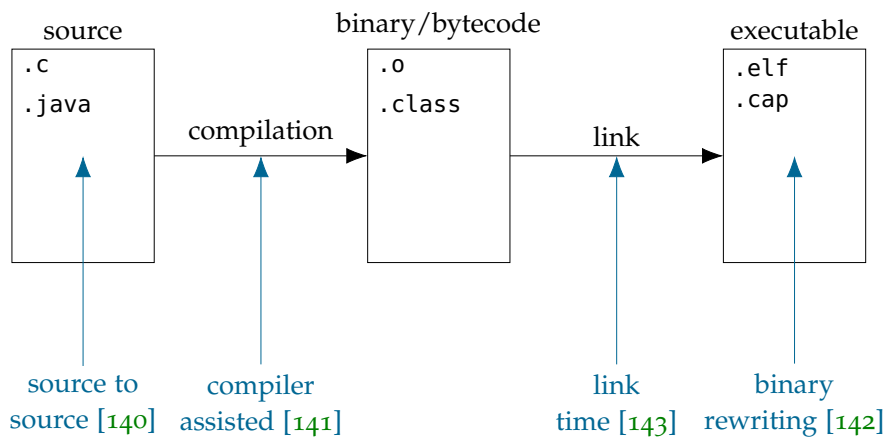 source
binary/bytecode
executable
.c
.java
.o
.class
.elf
.cap
compilation
link
source to
source [140]
compiler
assisted [141]
link
time [143]
binary
rewriting [142]